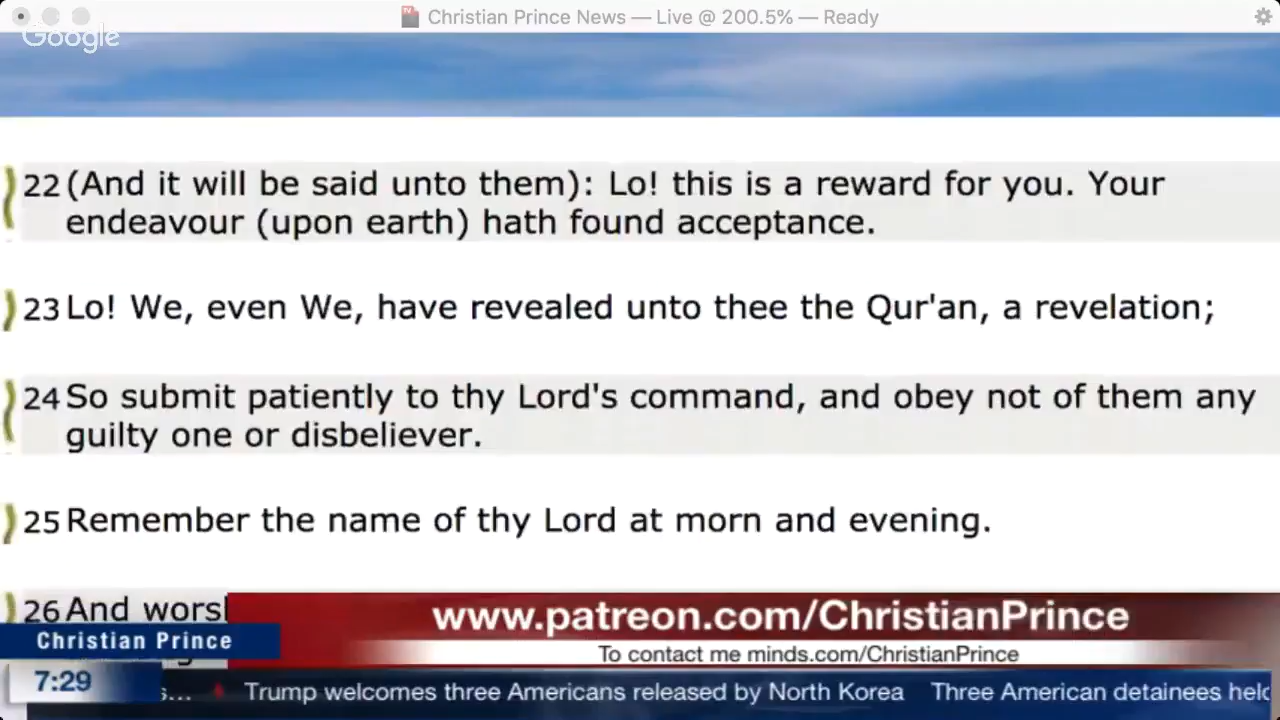 Christian Prince News — Live @ 200.5% — Ready
Google
22 (And it will be said unto them): Lo! this is a reward for you. Your
endeavour (upon earth) hath found acceptance.
23 Lo! We, even We, have revealed unto thee the Qur'an, a revelation;
24 So submit patiently to thy Lord's command, and obey not of them any
guilty one or disbeliever.
25 Remember the name of thy Lord at morn and evening.
26 And
www.patreon.com/ChristianPrince
Christian Prince
To contact me minds.com/ChristianPrince
7:29
Trump welcomes three Americans released by North Korea Three American detainees